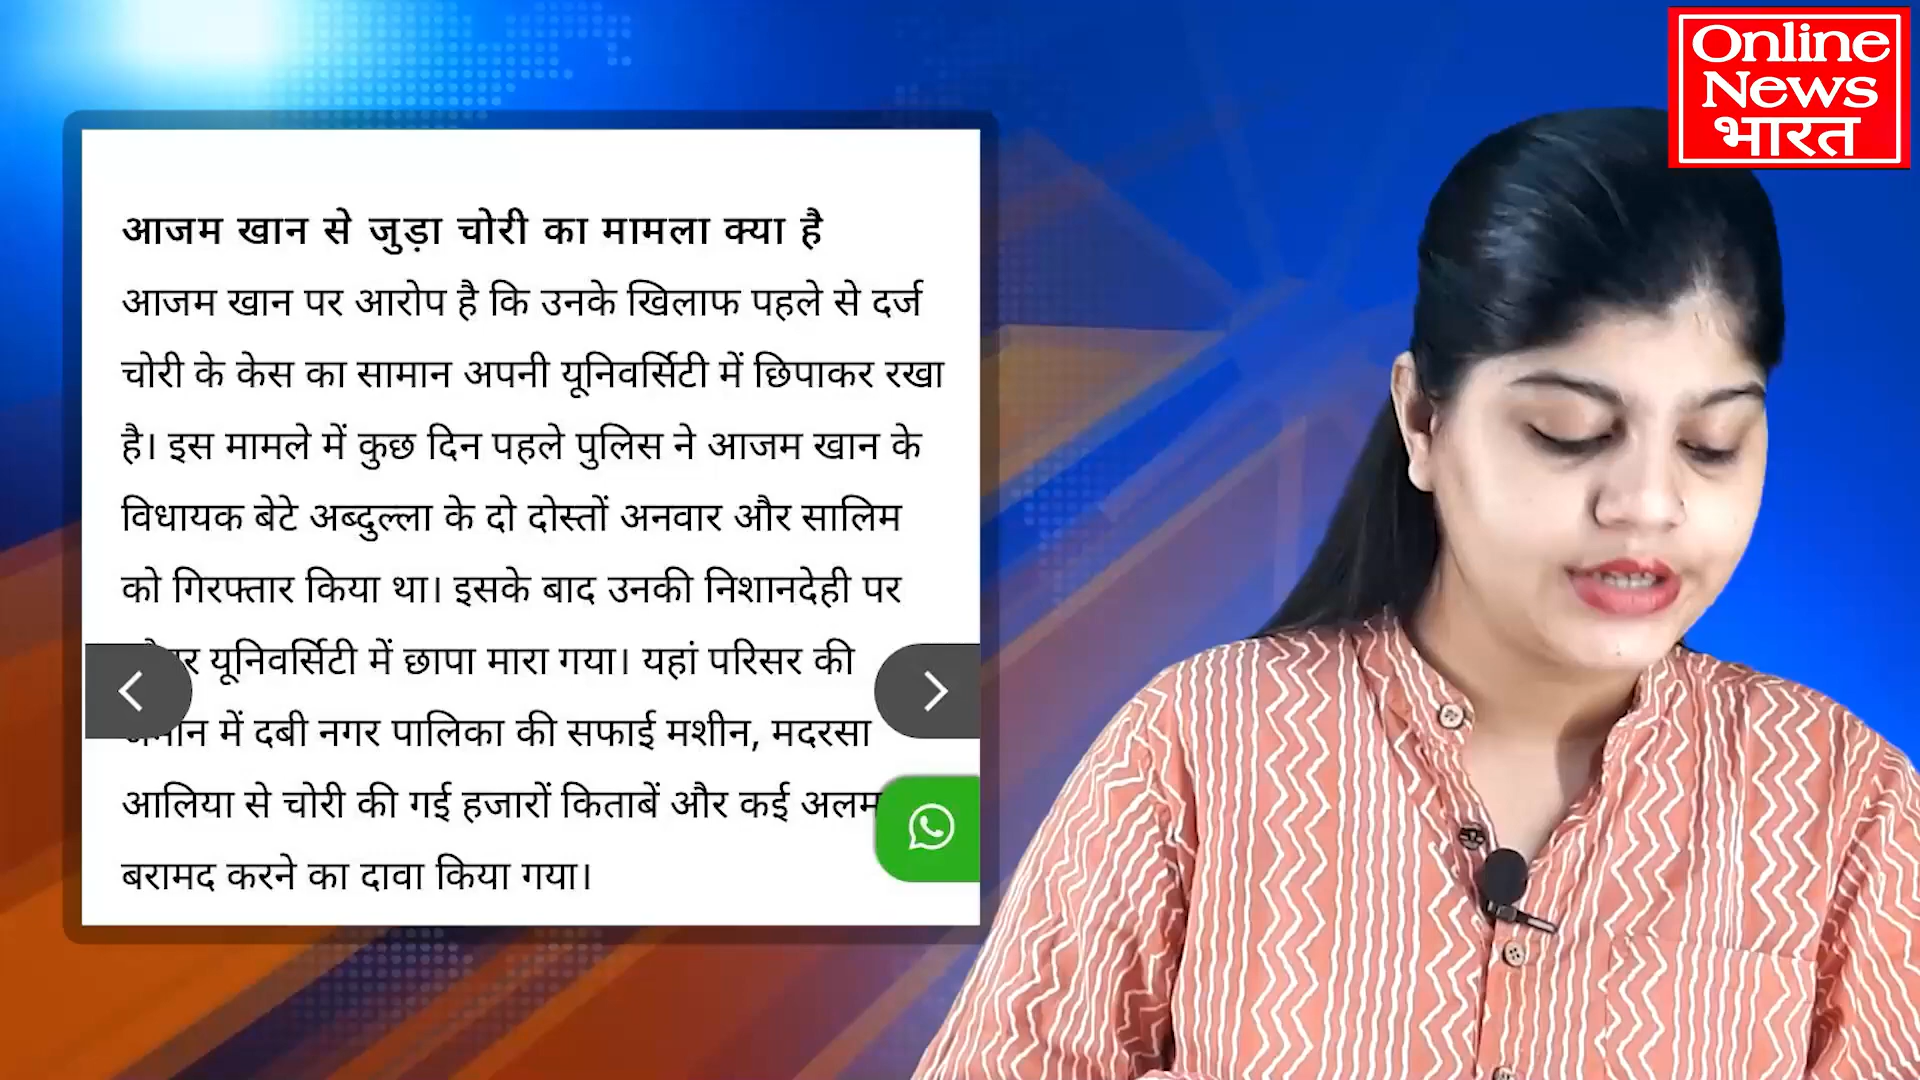 Online
News
भारत
आजम खान से जुड़ा चोरी का मामला क्या है
आजम खान पर आरोप है कि उनके खिलाफ पहले से दर्ज
चोरी के केस का सामान अपनी यूनिवर्सिटी में छिपाकर रखा
है। इस मामले में कुछ दिन पहले पुलिस ने आजम खान के
विधायक बेटे अब्दुल्ला के दो दोस्तों अनवार और सालिम
को गिरफ्तार किया था। इसके बाद उनकी निशानदेही पर
यूनिवर्सिटी में छापा मारा गया। यहां परिसर की
में दबी नगर पालिका की सफाई मशीन, मदरसा
आलिया से चोरी की गई हजारों किताबें और कई
बरामद करने का दावा किया गया।